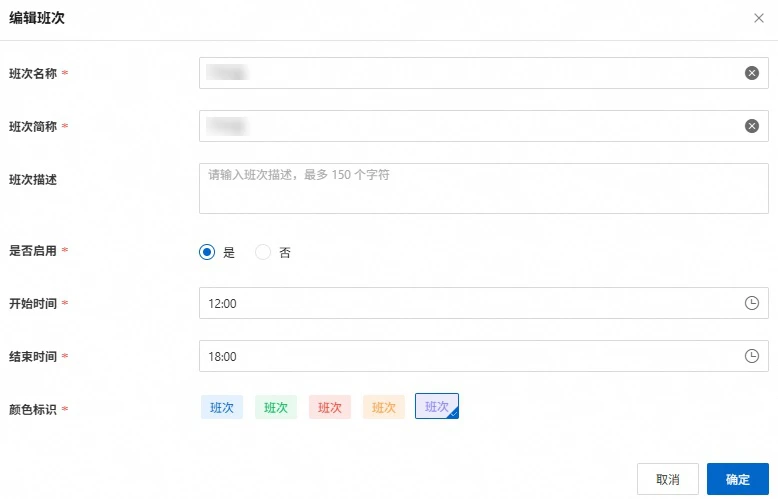 编辑班次
班次名称 *
班次简称 *
班次描述 请输入班次描述，最多 150 个字符
是否启用 * 是 否
开始时间 * 12:00
结束时间 * 18:00
颜色标识 * 班次 班次 班次 班次 班次
取消 确定